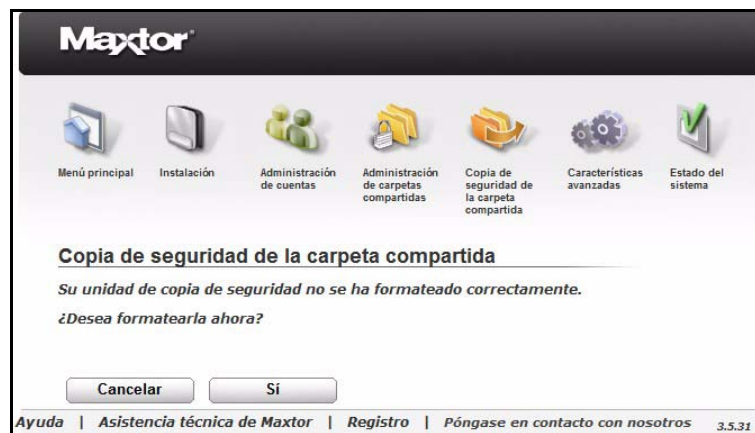 Maxtor
Menú principal
Instalación
Administración
de cuentas
Administración
de carpetas
compartidas
Copia de
seguridad de
la carpeta
compartida
Características
avanzadas
Estado del
sistema
Copia de seguridad de la carpeta compartida
Su unidad de copia de seguridad no se ha formateado correctamente.
¿Desea formatearla ahora?
Cancelar
Sí
Ayuda | Asistencia técnica de Maxtor | Registro | Póngase en contacto con nosotros 3.5.31